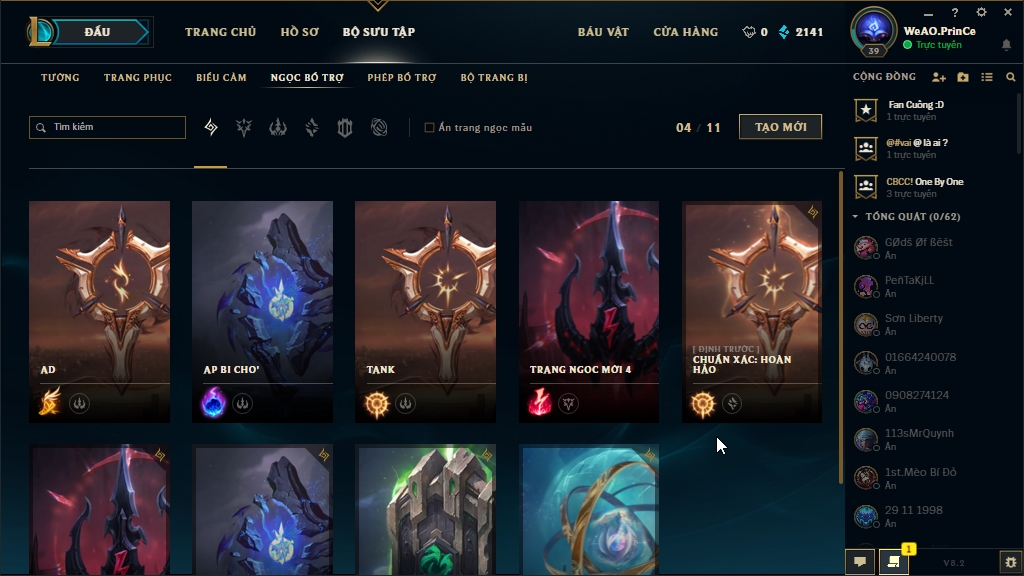 ĐẤU
TRANG CHỦ
HỒ SƠ
BỘ SƯU TẬP
BÁU VẬT
CỬA HÀNG
0
2141
39
WeAO.PrinCe
Trực tuyến
TƯỚNG
TRANG PHỤC
BIỂU CẢM
NGỌC BỔ TRỢ
PHÉP BỔ TRỢ
BỘ TRANG BỊ
CỘNG ĐỒNG
Tìm kiếm
Ẩn trang ngọc mẫu
04 / 11
TẠO MỚI
Fan Cuồng :D
1 trực tuyến
@#vai @ là ai ?
1 trực tuyến
CBCC! One By One
3 trực tuyến
TỔNG QUÁT (0/62)
GØdš Øf ßëšt
Ẩn
PeñTaKjLL
Ẩn
Sơn Liberty
Ẩn
01664240078
Ẩn
0908274124
Ẩn
113sMrQuynh
Ẩn
1st.Mèo Bí Đỏ
Ẩn
29 11 1998
Ẩn
AD
AP BI CHO'
TANK
TRANG NGỌC MỚI 4
[ ĐỊNH TRƯỚC ]
CHUẨN XÁC: HOÀN HẢO
1
V8.2